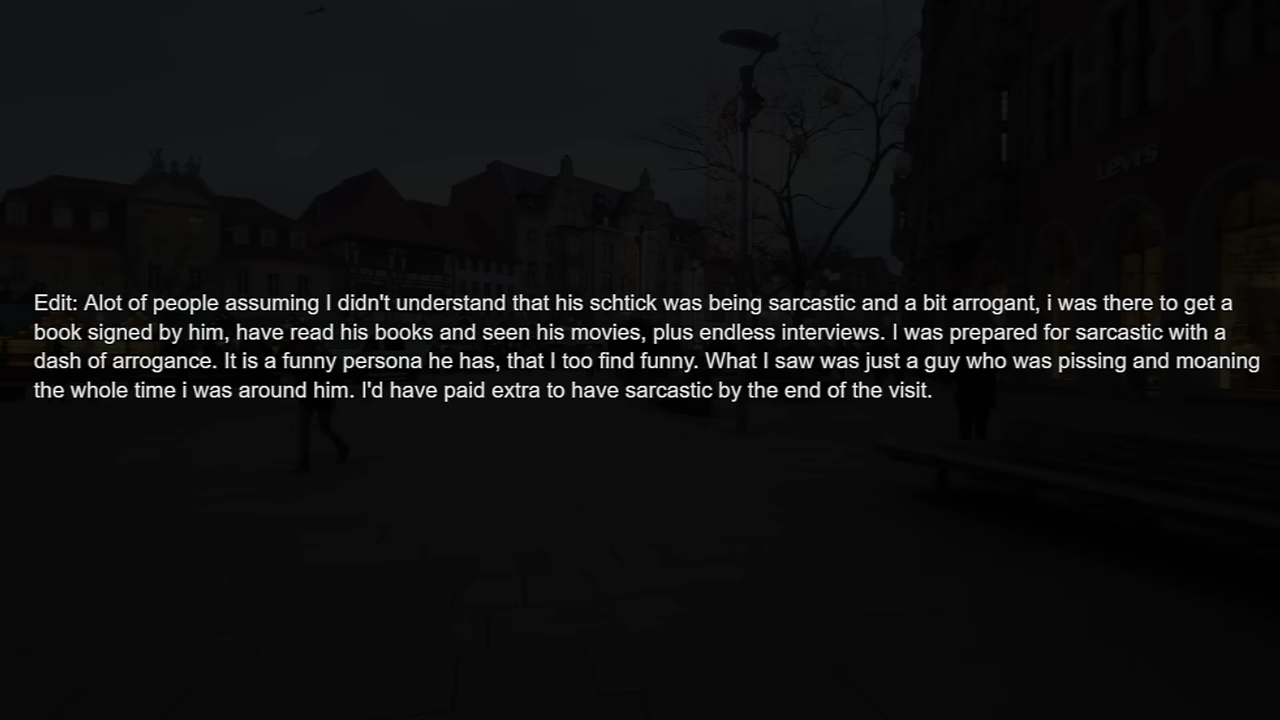 LEVI'S
Edit: Alot of people assuming I didn't understand that his schtick was being sarcastic and a bit arrogant, i was there to get a
book signed by him, have read his books and seen his movies, plus endless interviews. I was prepared for sarcastic with a
dash of arrogance. It is a funny persona he has, that I too find funny. What I saw was just a guy who was pissing and moaning
the whole time i was around him. I'd have paid extra to have sarcastic by the end of the visit.